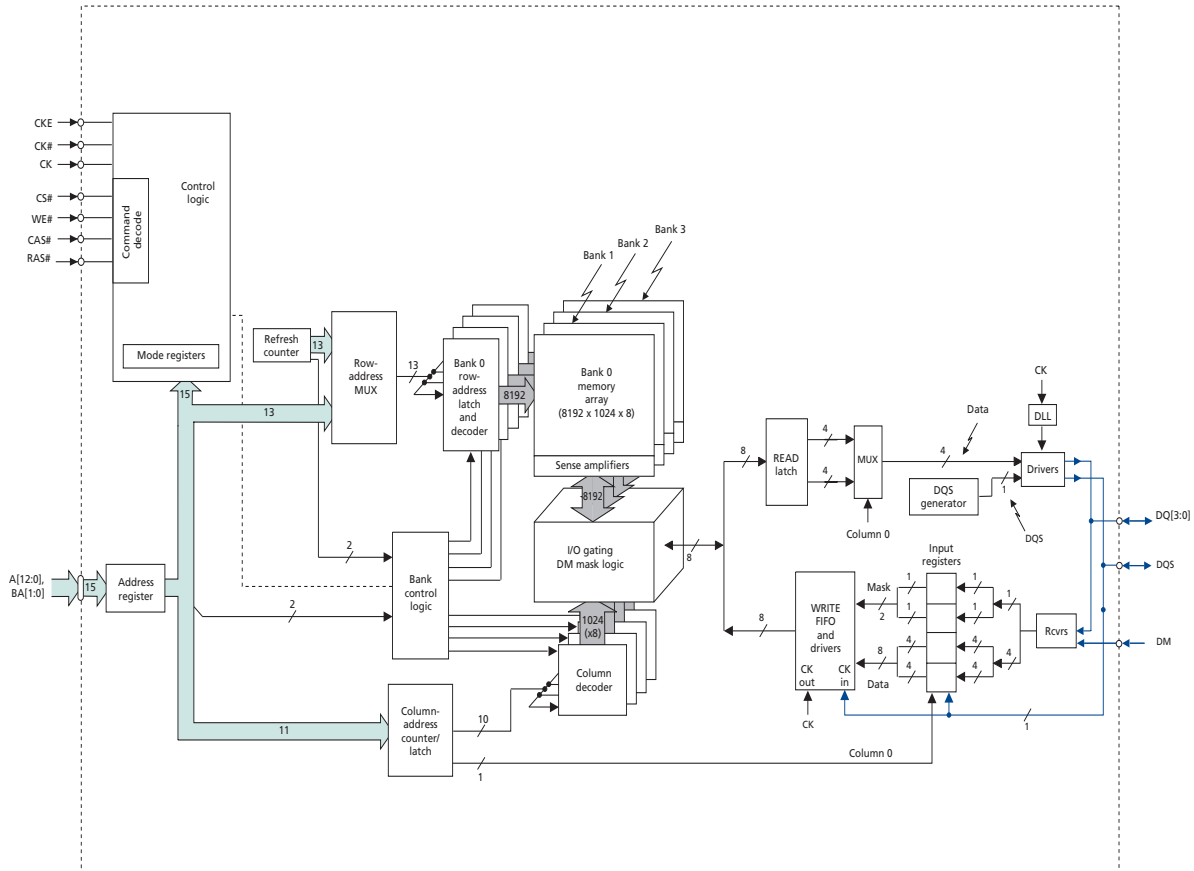 CKE
CK#
CK
CS#
WE#
CAS#
RAS#
Command
decode
Control
logic
Mode registers
15
13
Refresh
counter
13
Row-
address
MUX
13
Bank 0
row-
address
latch
and
decoder
8192
Bank 1
Bank 2
Bank 3
Bank 0
memory
array
(8192 x 1024 x 8)
Sense amplifiers
8192
I/O gating
DM mask logic
8
1024
(x8)
Column
decoder
2
2
Bank
control
logic
A[12:0],
BA[1:0]
15
Address
register
11
Column-
address
counter/
latch
10
1
Column 0
8
READ
latch
4
4
MUX
Column 0
4
Data
DQS
generator
1
DQS
CK
DLL
Drivers
DQ[3:0]
DQS
DM
Input
registers
8
WRITE
FIFO
and
drivers
CK
out
CK
in
CK
Mask
2
8
Data
1
1
4
4
1
1
4
4
1
4
Rcvrs
1